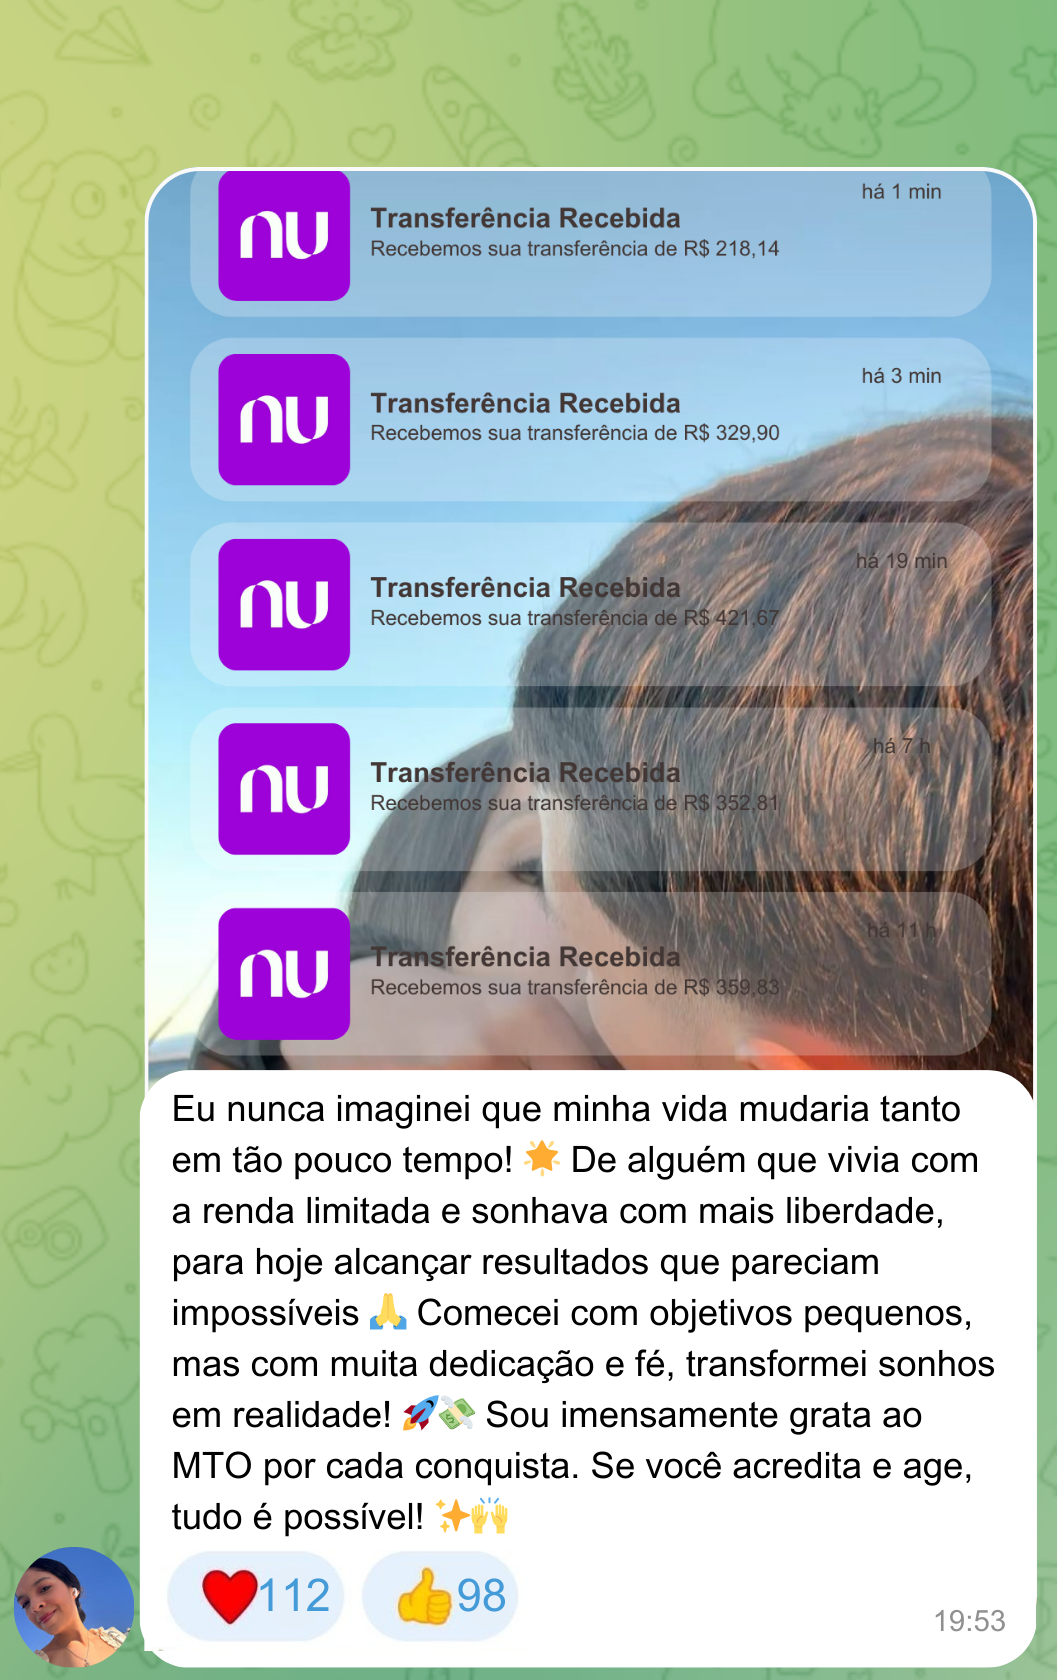 há 1 min
nu
Transferência Recebida
Recebemos sua transferência de R$ 218,14
há 3 min
nu
Transferência Recebida
Recebemos sua transferência de R$ 329,90
há 19 min
nu
Transferência Recebida
Recebemos sua transferência de R$ 421,67
há 7 h
nu
Transferência Recebida
Recebemos sua transferência de R$ 352,81
há 11 h
nu
Transferência Recebida
Recebemos sua transferência de R$ 359,83
Eu nunca imaginei que minha vida mudaria tanto
em tão pouco tempo! 🌟 De alguém que vivia com
a renda limitada e sonhava com mais liberdade,
para hoje alcançar resultados que pareciam
impossíveis 🙏 Comecei com objetivos pequenos,
mas com muita dedicação e fé, transformei sonhos
em realidade! 🚀💸 Sou imensamente grata ao
MTO por cada conquista. Se você acredita e age,
tudo é possível! ✨🙌
❤️112 👍98
19:53